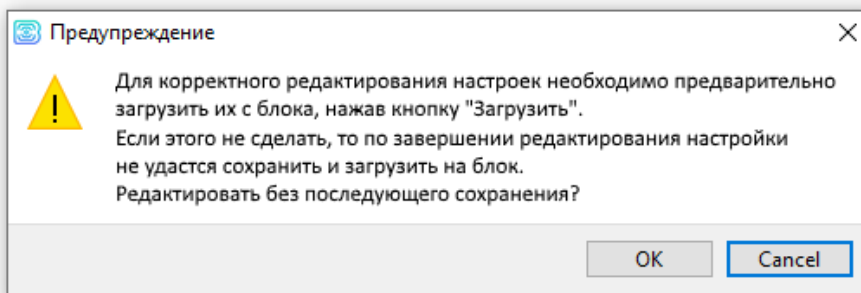 Предупреждение
Для корректного редактирования настроек необходимо предварительно
загрузить их с блока, нажав кнопку "Загрузить".
Если этого не сделать, то по завершении редактирования настройки
не удастся сохранить и загрузить на блок.
Редактировать без последующего сохранения?
OK
Cancel